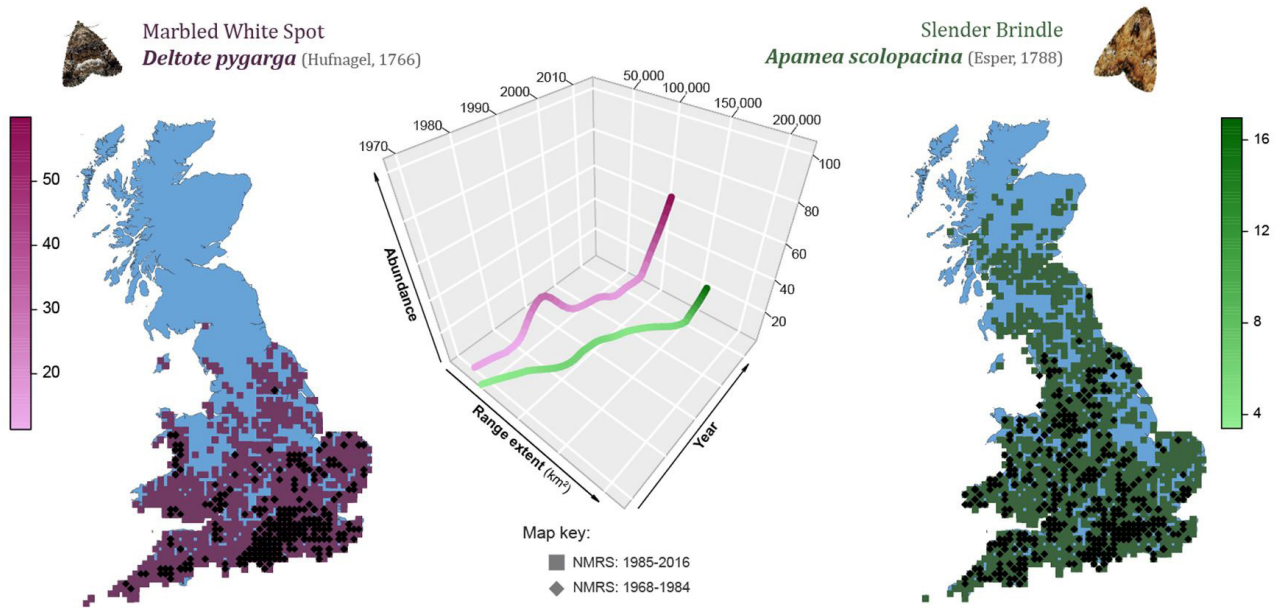 Marbled White Spot
Deltote pygarga (Hufnagel, 1766)
Slender Brindle
Apamea scolopacina (Esper, 1788)
50
40
30
20
1970
1980
1990
2000
2010
50,000
100,000
150,000
200,000
100
80
60
40
20
Abundance
Range extent (km²)
Year
16
12
8
4
Map key:
NMRS: 1985-2016
NMRS: 1968-1984